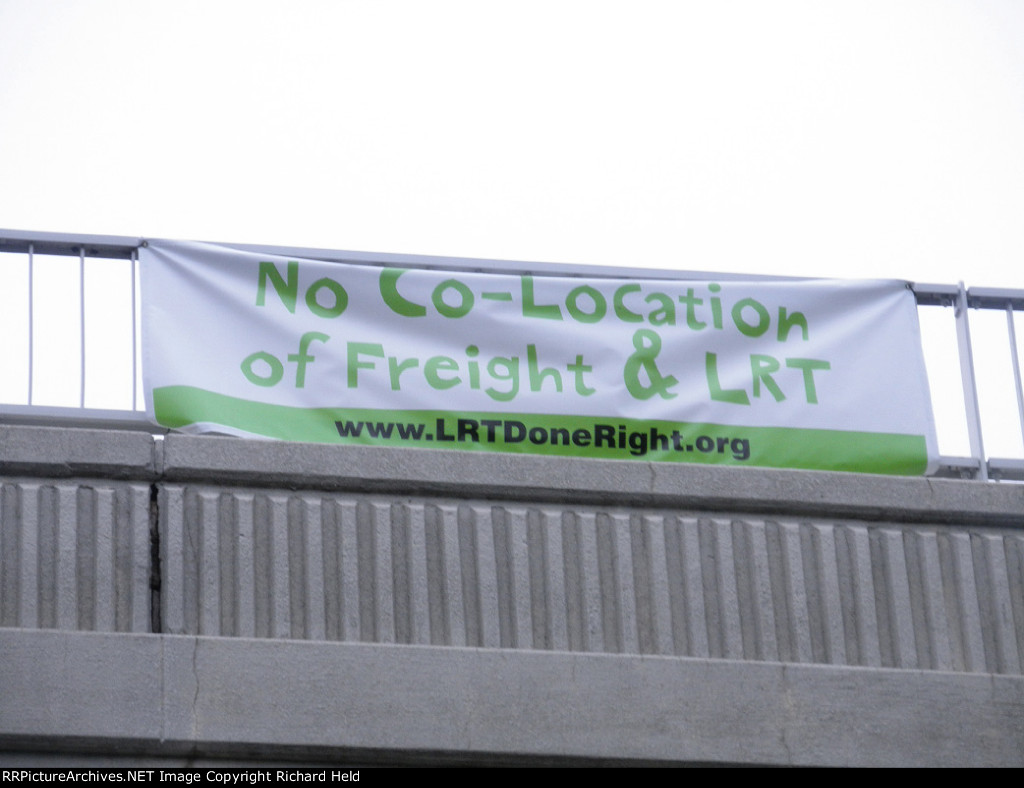 No Co-Location
of Freight & LRT
www.LRTDoneRight.org
RRPictureArchives.NET Image Copyright Richard Held